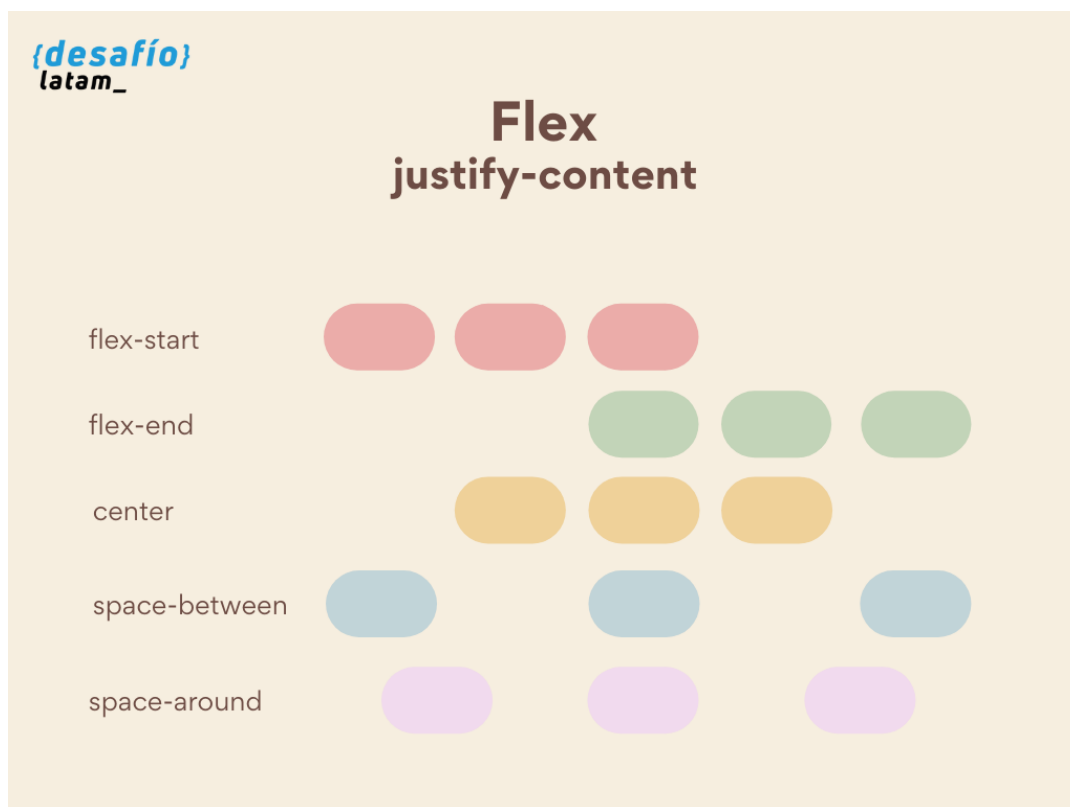 {desafío}
latam_
Flex
justify-content
flex-start
flex-end
center
space-between
space-around